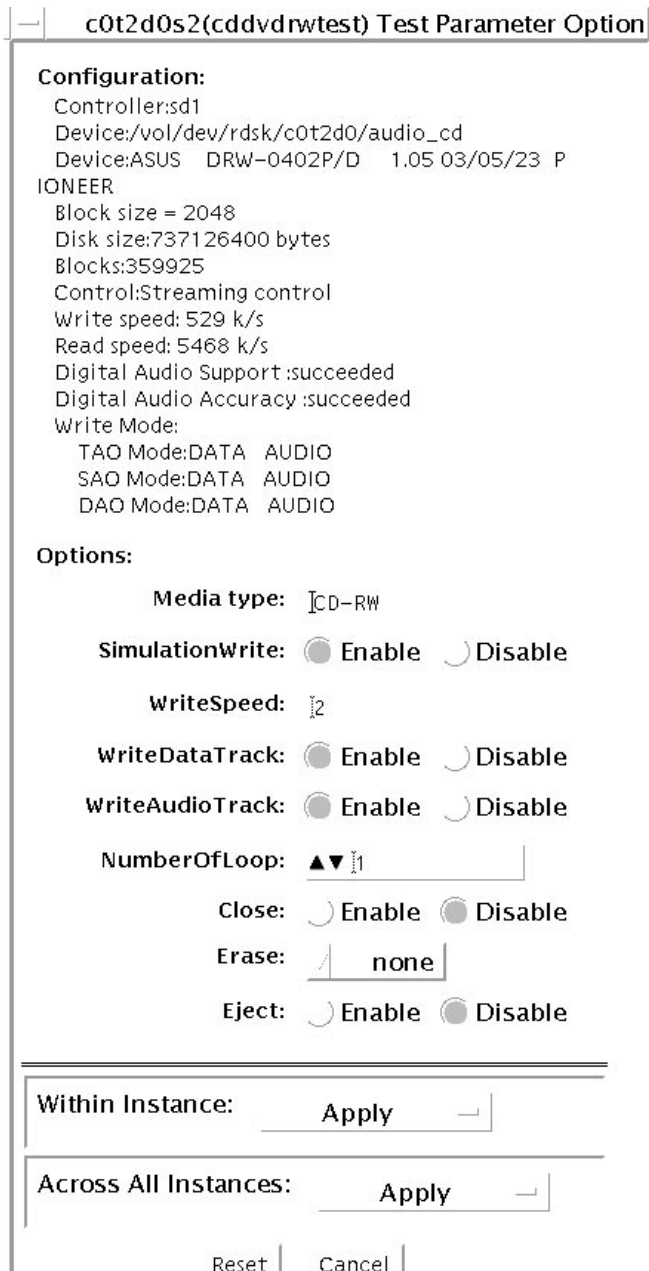 c0t2d0s2(cddvdrwtest) Test Parameter Option
Configuration:
Controller:sd1
Device:/vol/dev/rdsk/c0t2d0/audio_cd
Device:ASUS DRW-0402P/D 1.05 03/05/23 P
IONEER
Block size = 2048
Disk size:737126400 bytes
Blocks:359925
Control:Streaming control
Write speed: 529 k/s
Read speed: 5468 k/s
Digital Audio Support :succeeded
Digital Audio Accuracy :succeeded
Write Mode:
TAO Mode:DATA AUDIO
SAO Mode:DATA AUDIO
DAO Mode:DATA AUDIO
Options:
Media type: CD-RW
SimulationWrite: Enable Disable
WriteSpeed: 2
WriteDataTrack: Enable Disable
WriteAudioTrack: Enable Disable
NumberOfLoop: ▲▼ 1
Close: Enable Disable
Erase: none
Eject: Enable Disable
Within Instance: Apply
Across All Instances: Apply
Reset Cancel